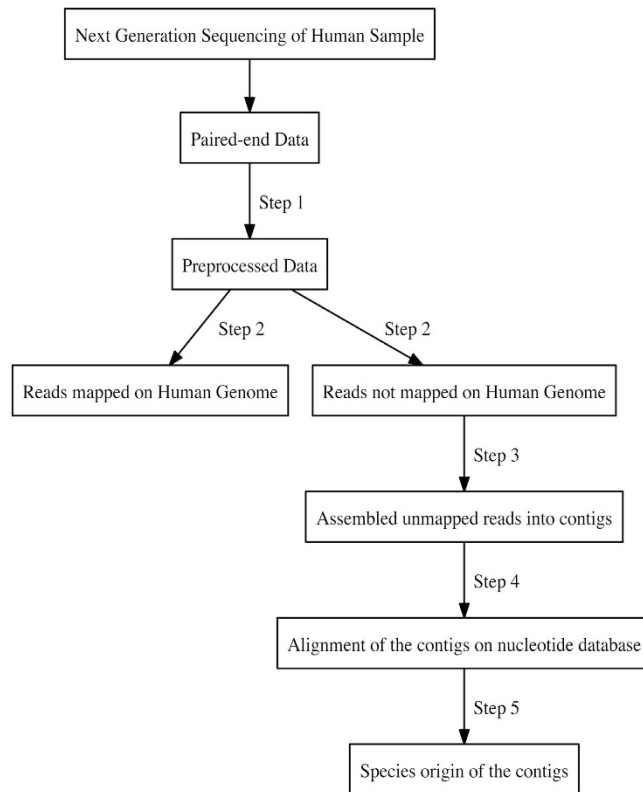 Next Generation Sequencing of Human Sample
Paired-end Data
Step 1
Preprocessed Data
Step 2
Step 2
Reads mapped on Human Genome
Reads not mapped on Human Genome
Step 3
Assembled unmapped reads into contigs
Step 4
Alignment of the contigs on nucleotide database
Step 5
Species origin of the contigs